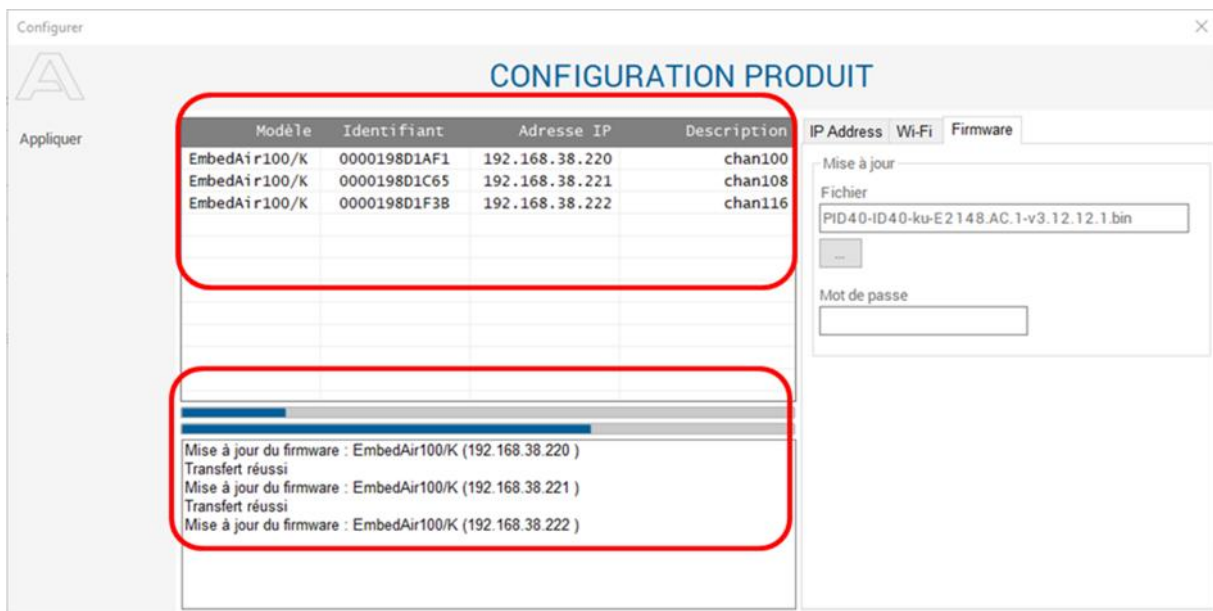 Configurer
CONFIGURATION PRODUIT
Appliquer
Modèle Identifiant Adresse IP Description
EmbedAir100/K 0000198D1AF1 192.168.38.220 chan100
EmbedAir100/K 0000198D1C65 192.168.38.221 chan108
EmbedAir100/K 0000198D1F3B 192.168.38.222 chan116
IP Address Wi-Fi Firmware
Mise à jour
Fichier
PID40-ID40-ku-E2148.AC.1-v3.12.12.1.bin
...
Mot de passe
Mise à jour du firmware : EmbedAir100/K (192.168.38.220 )
Transfert réussi
Mise à jour du firmware : EmbedAir100/K (192.168.38.221 )
Transfert réussi
Mise à jour du firmware : EmbedAir100/K (192.168.38.222 )